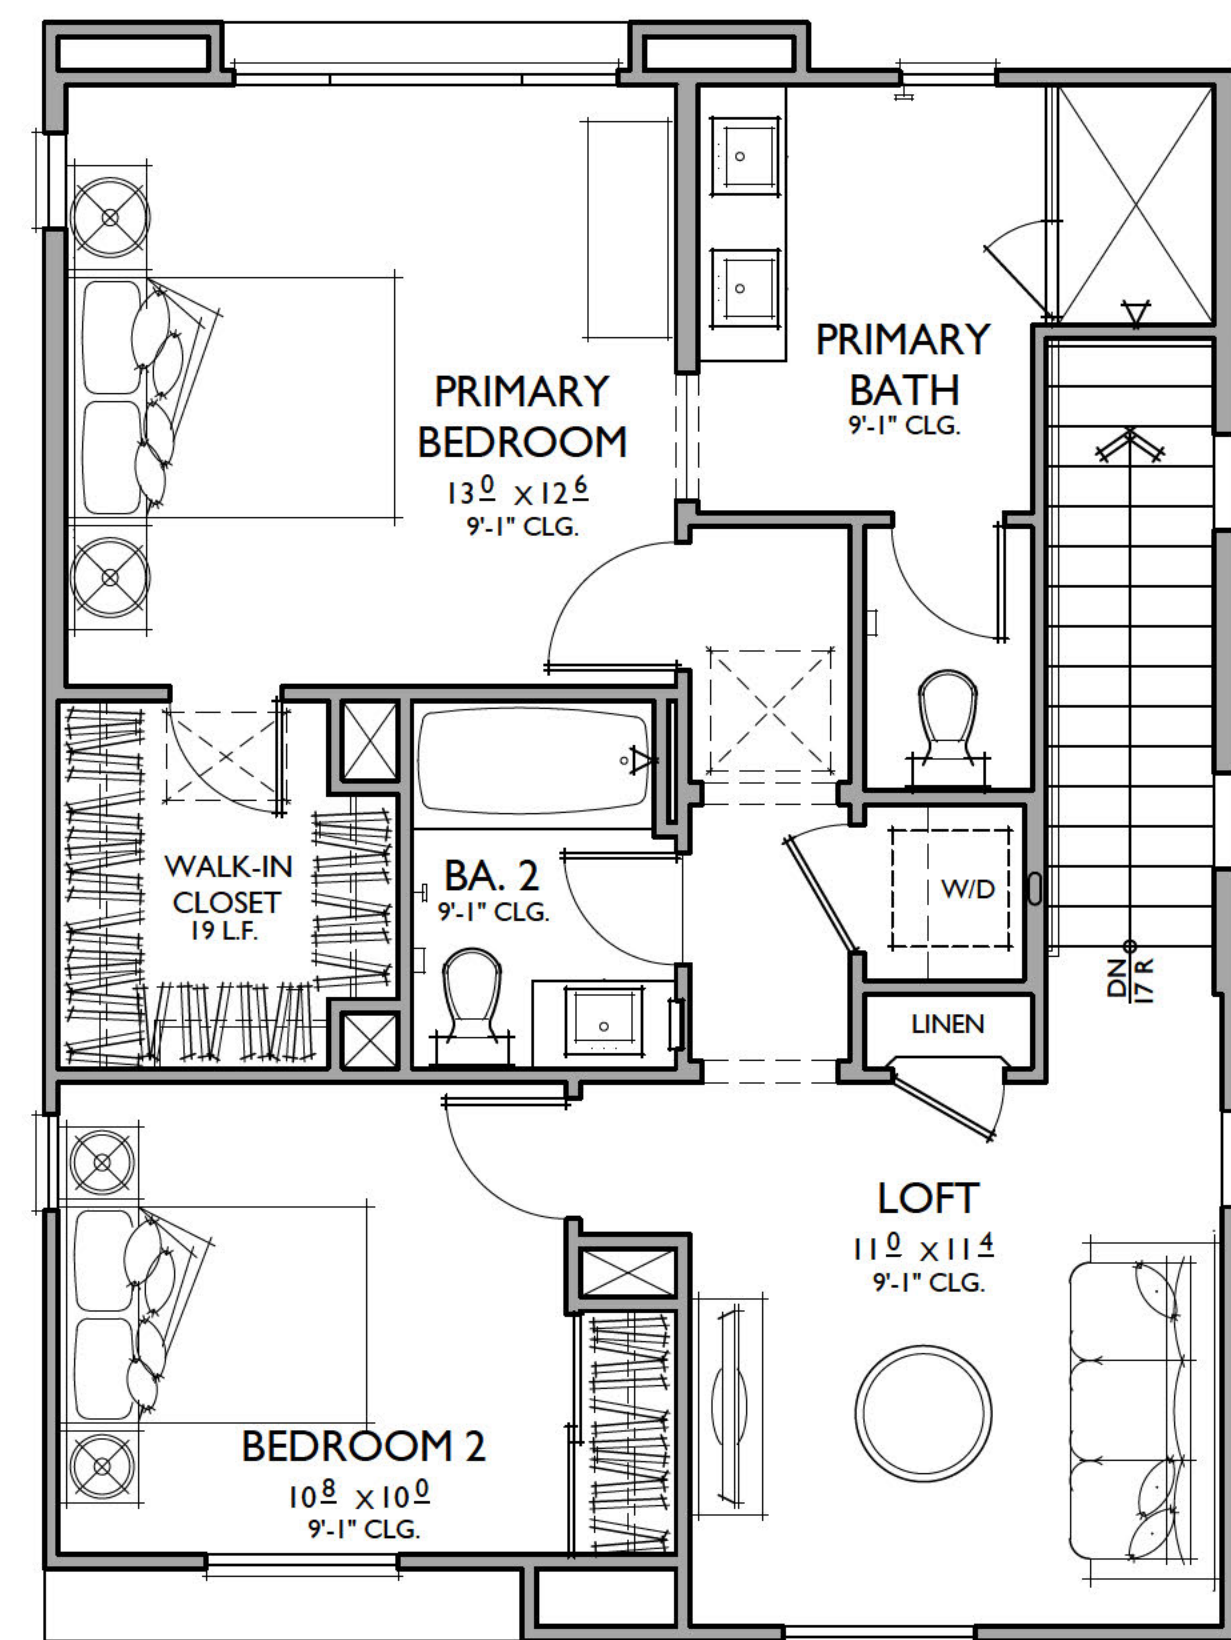 PRIMARY
BATH
9'-1" CLG.
PRIMARY
BEDROOM
13 0 X 12 6
9'-1" CLG.
WALK-IN
CLOSET
19 L.F.
BA. 2
9'-1" CLG.
W/D
DN
17 R
LINEN
LOFT
11 0 X 11 4
9'-1" CLG.
BEDROOM 2
10 8 X 10 0
9'-1" CLG.